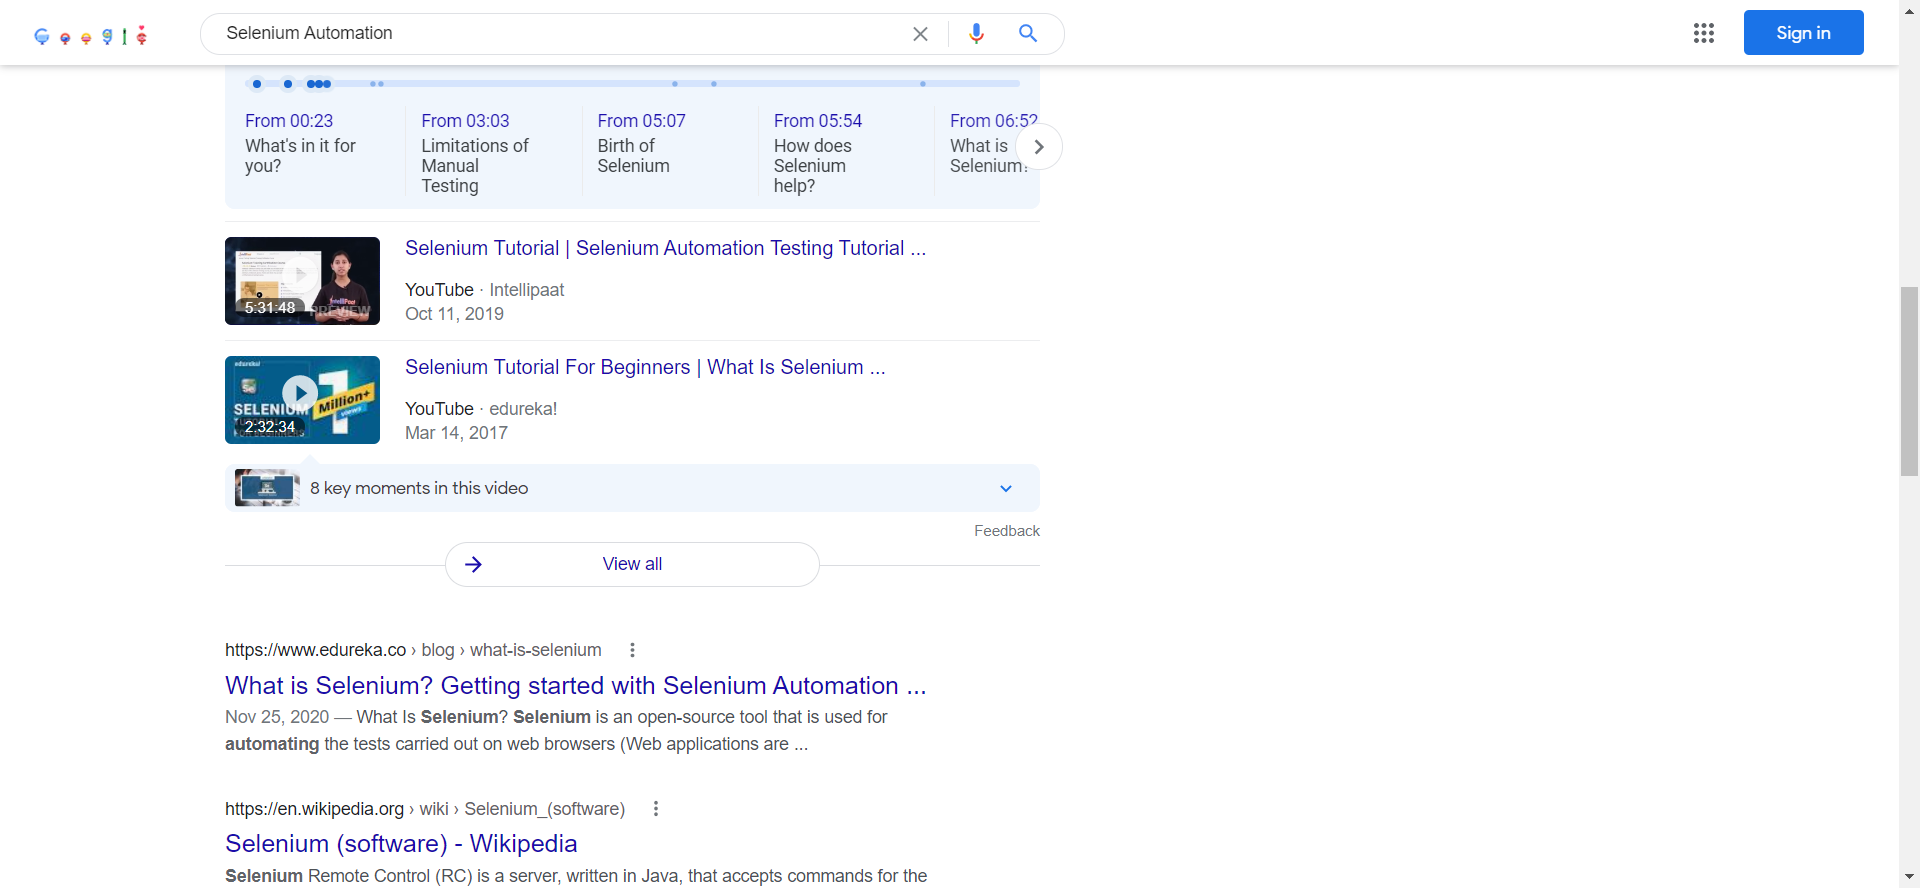 Google
Selenium Automation
Sign in
From 00:23
What's in it for
you?
From 03:03
Limitations of
Manual
Testing
From 05:07
Birth of
Selenium
From 05:54
How does
Selenium
help?
From 06:52
What is
Selenium?
5:31:48
PREVIEW
Selenium Tutorial | Selenium Automation Testing Tutorial ...
YouTube · Intellipaat
Oct 11, 2019
edureka!
Se
SELENIUM
1
Million+
views
2:32:34
Selenium Tutorial For Beginners | What Is Selenium ...
YouTube · edureka!
Mar 14, 2017
8 key moments in this video
Feedback
View all
https://www.edureka.co › blog › what-is-selenium
What is Selenium? Getting started with Selenium Automation ...
Nov 25, 2020 — What Is Selenium? Selenium is an open-source tool that is used for
automating the tests carried out on web browsers (Web applications are ...
https://en.wikipedia.org › wiki › Selenium_(software)
Selenium (software) - Wikipedia
Selenium Remote Control (RC) is a server, written in Java, that accepts commands for the